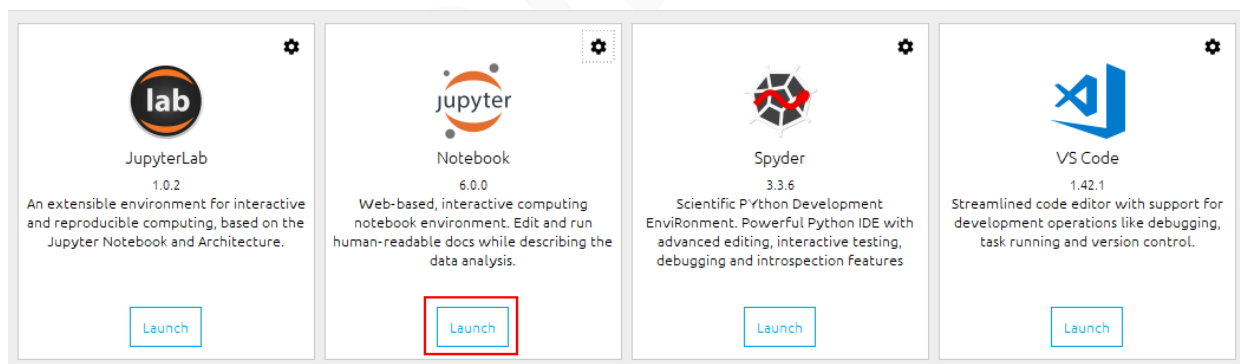 lab
JupyterLab
1.0.2
An extensible environment for interactive
and reproducible computing, based on the
Jupyter Notebook and Architecture.
Launch
jupyter
Notebook
6.0.0
Web-based, interactive computing
notebook environment. Edit and run
human-readable docs while describing the
data analysis.
Launch
Spyder
3.3.6
Scientific PYthon Development
EnviRonment. Powerful Python IDE with
advanced editing, interactive testing,
debugging and introspection features
Launch
VS Code
1.42.1
Streamlined code editor with support for
development operations like debugging,
task running and version control.
Launch